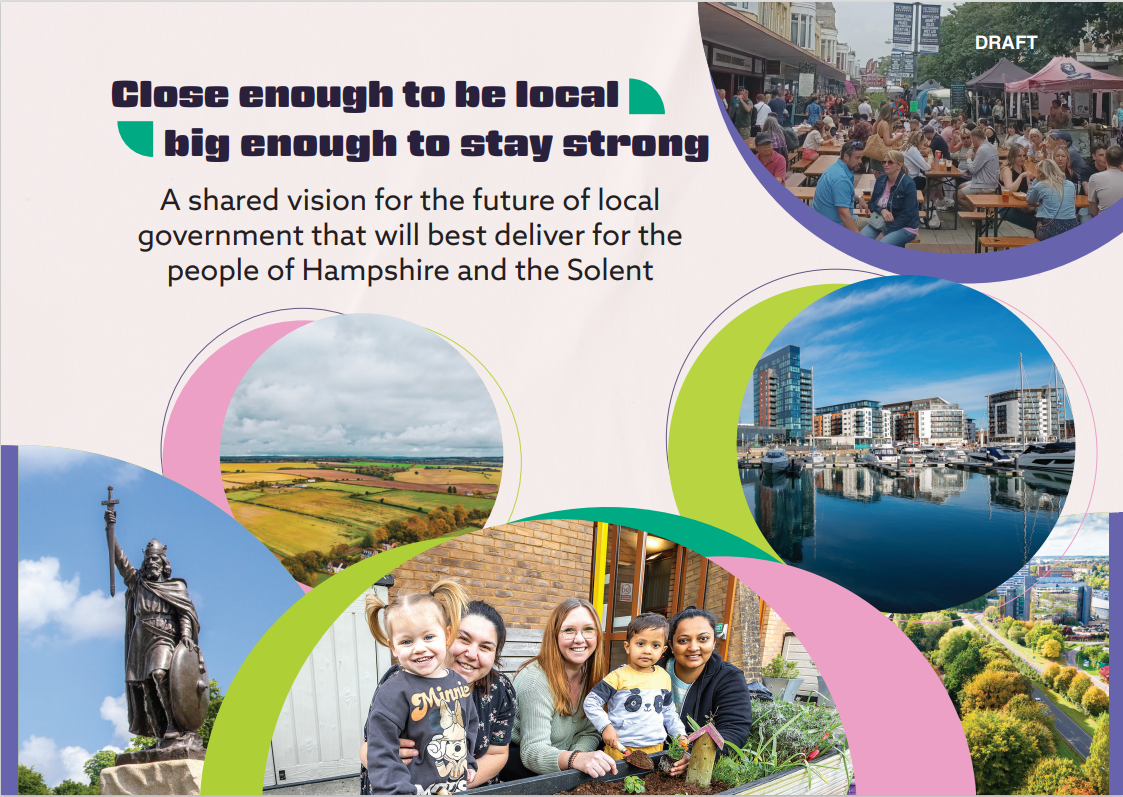 DRAFT
Close enough to be local
big enough to stay strong
A shared vision for the future of local
government that will best deliver for the
people of Hampshire and the Solent
Minnie